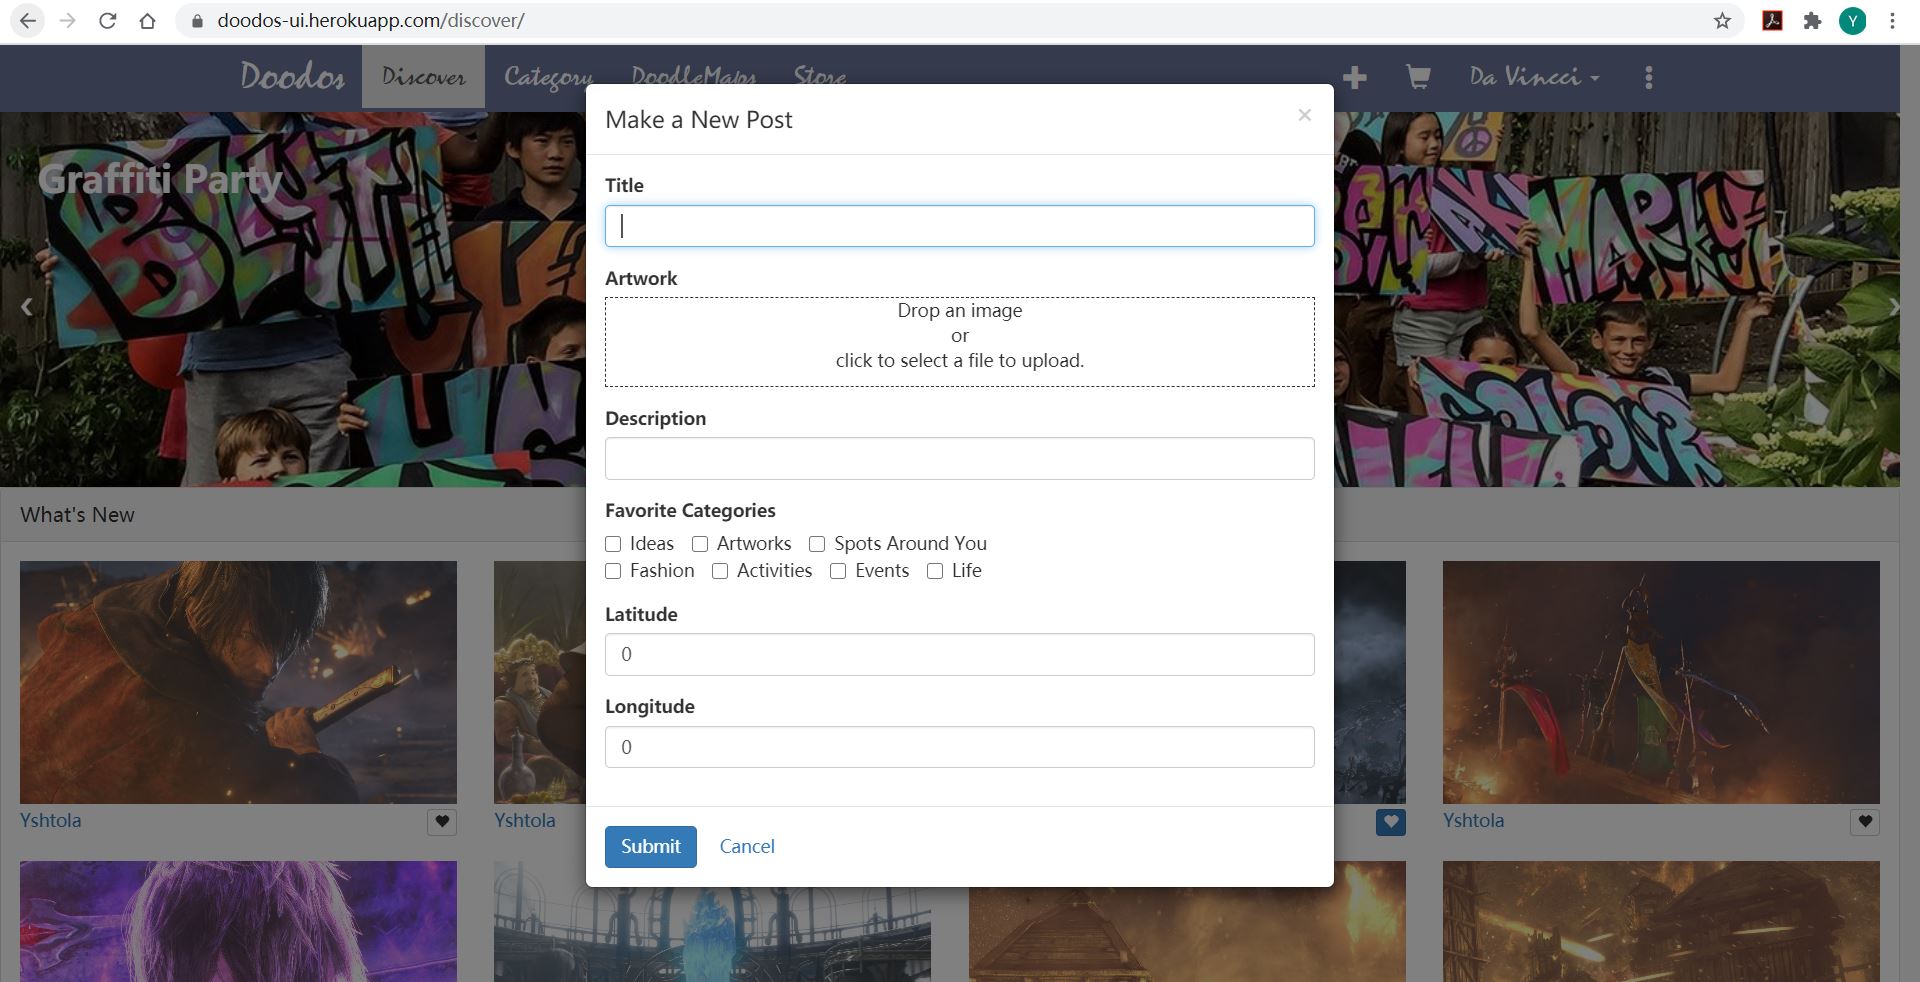 doodos-ui.herokuapp.com/discover/
Y
Doodos Discover Category DoodleMaps Store Da Vincci
Graffiti Party
Make a New Post
×
Title
Artwork
Drop an image
or
click to select a file to upload.
Description
Favorite Categories
Ideas Artworks Spots Around You
Fashion Activities Events Life
Latitude
0
Longitude
0
Submit Cancel
What's New
Yshtola Yshtola Yshtola